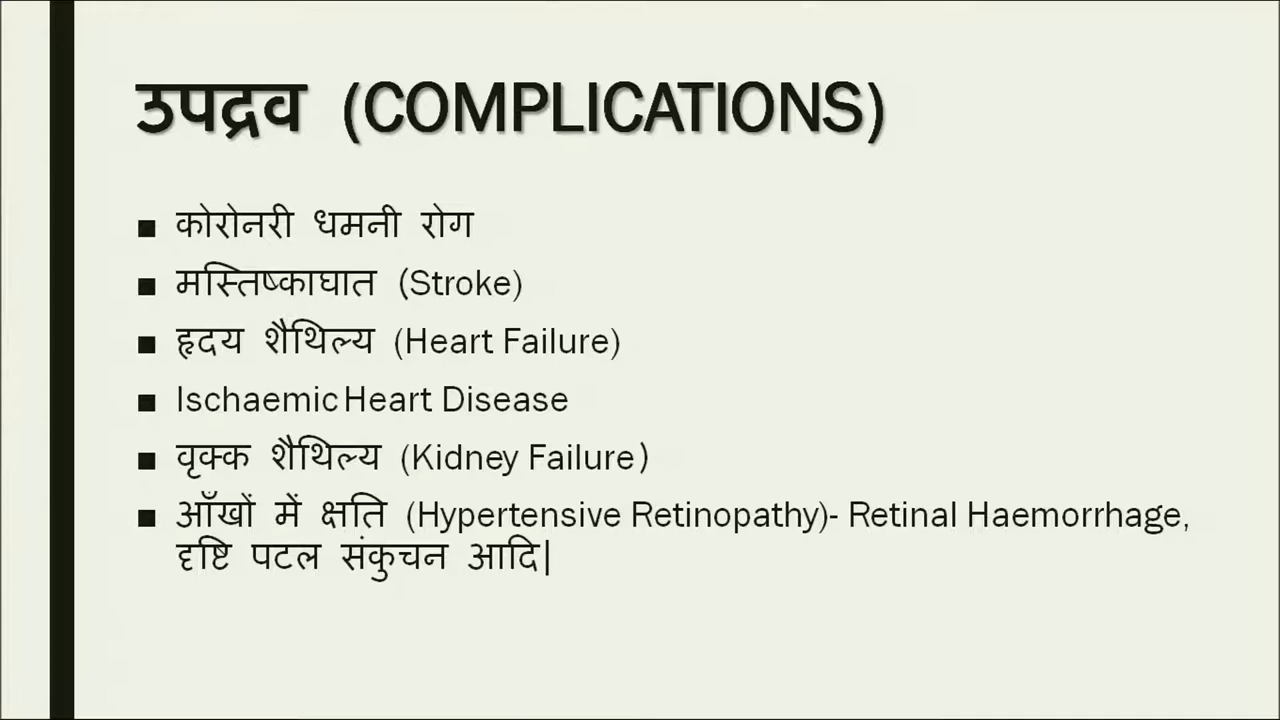 उपद्रव (COMPLICATIONS)
▪ कोरोनरी धमनी रोग
▪ मस्तिष्काघात (Stroke)
▪ हृदय शैथिल्य (Heart Failure)
▪ Ischaemic Heart Disease
▪ वृक्क शैथिल्य (Kidney Failure)
▪ आँखों में क्षति (Hypertensive Retinopathy)- Retinal Haemorrhage,
दृष्टि पटल संकुचन आदि|